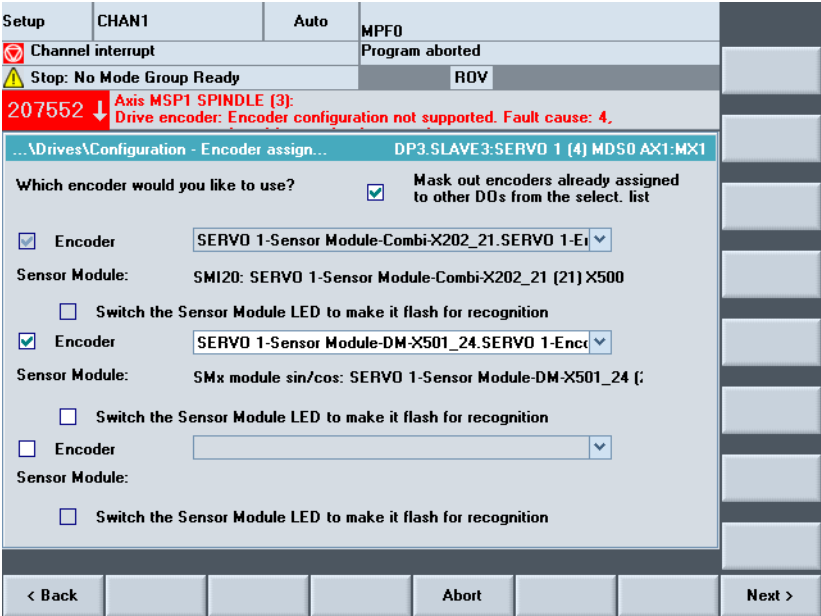 Setup CHAN1 Auto MPF0
Channel interrupt Program aborted
Stop: No Mode Group Ready ROV
207552 Axis MSP1 SPINDLE (3):
Drive encoder: Encoder configuration not supported. Fault cause: 4,
...\Drives\Configuration - Encoder assign... DP3.SLAVE3:SERVO 1 (4) MDS0 AX1:MX1
Which encoder would you like to use? Mask out encoders already assigned
to other DOs from the select. list
Encoder SERVO 1-Sensor Module-Combi-X202_21.SERVO 1-E
Sensor Module: SMI20: SERVO 1-Sensor Module-Combi-X202_21 (21) X500
Switch the Sensor Module LED to make it flash for recognition
Encoder SERVO 1-Sensor Module-DM-X501_24.SERVO 1-Enc
Sensor Module: SMx module sin/cos: SERVO 1-Sensor Module-DM-X501_24 (
Switch the Sensor Module LED to make it flash for recognition
Encoder
Sensor Module:
Switch the Sensor Module LED to make it flash for recognition
< Back Abort Next >